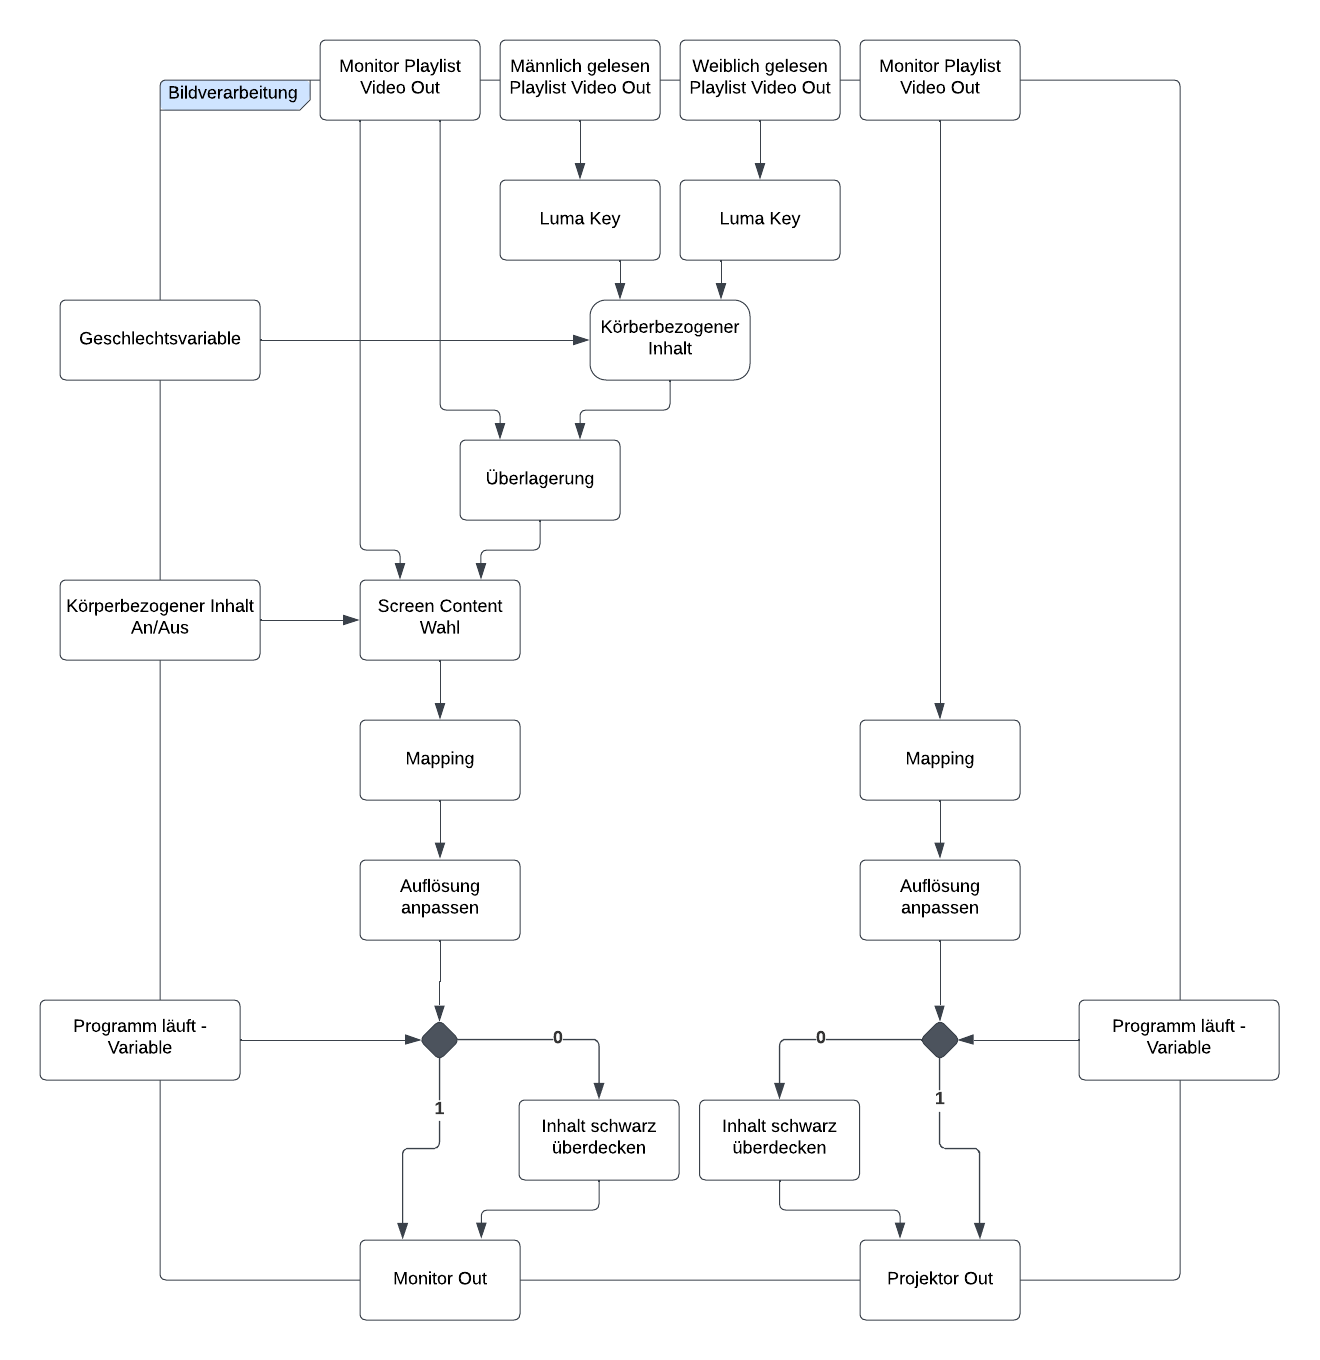 Bildverarbeitung
Monitor Playlist
Video Out
Männlich gelesen
Playlist Video Out
Weiblich gelesen
Playlist Video Out
Monitor Playlist
Video Out
Luma Key
Luma Key
Geschlechtsvariable
Körberbezogener
Inhalt
Überlagerung
Körperbezogener Inhalt
An/Aus
Screen Content
Wahl
Mapping
Mapping
Auflösung
anpassen
Auflösung
anpassen
Programm läuft -
Variable
0
0
Programm läuft -
Variable
1
1
Inhalt schwarz
überdecken
Inhalt schwarz
überdecken
Monitor Out
Projektor Out